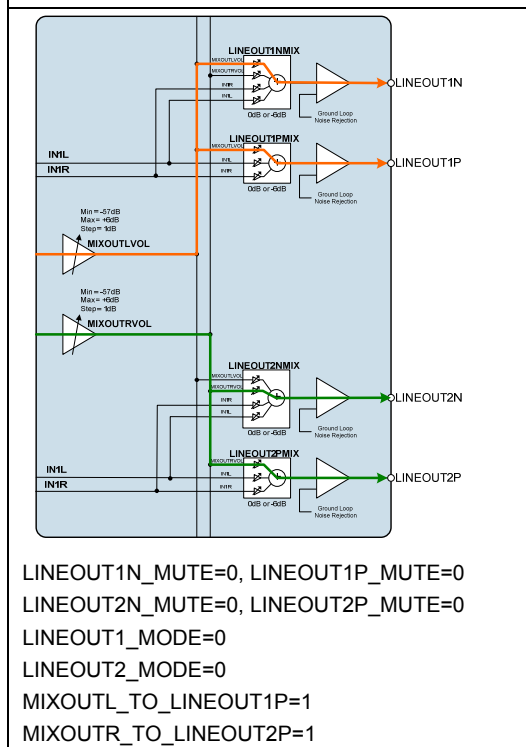 LINEOUT1NMIX
MIXOUTLVOL
MIXOUTRVOL
IN1R
IN1L
0dB or -6dB
LINEOUT1N
Ground Loop
Noise Rejection
LINEOUT1PMIX
MIXOUTLVOL
IN1L
IN1R
0dB or -6dB
LINEOUT1P
Ground Loop
Noise Rejection
IN1L
IN1R
Min = -57dB
Max = +6dB
Step = 1dB
MIXOUTLVOL
Min = -57dB
Max = +6dB
Step = 1dB
MIXOUTRVOL
LINEOUT2NMIX
MIXOUTLVOL
MIXOUTRVOL
IN1R
IN1L
0dB or -6dB
LINEOUT2N
Ground Loop
Noise Rejection
LINEOUT2PMIX
MIXOUTRVOL
IN1L
IN1R
0dB or -6dB
LINEOUT2P
Ground Loop
Noise Rejection
IN1L
IN1R
LINEOUT1N_MUTE=0, LINEOUT1P_MUTE=0
LINEOUT2N_MUTE=0, LINEOUT2P_MUTE=0
LINEOUT1_MODE=0
LINEOUT2_MODE=0
MIXOUTL_TO_LINEOUT1P=1
MIXOUTR_TO_LINEOUT2P=1